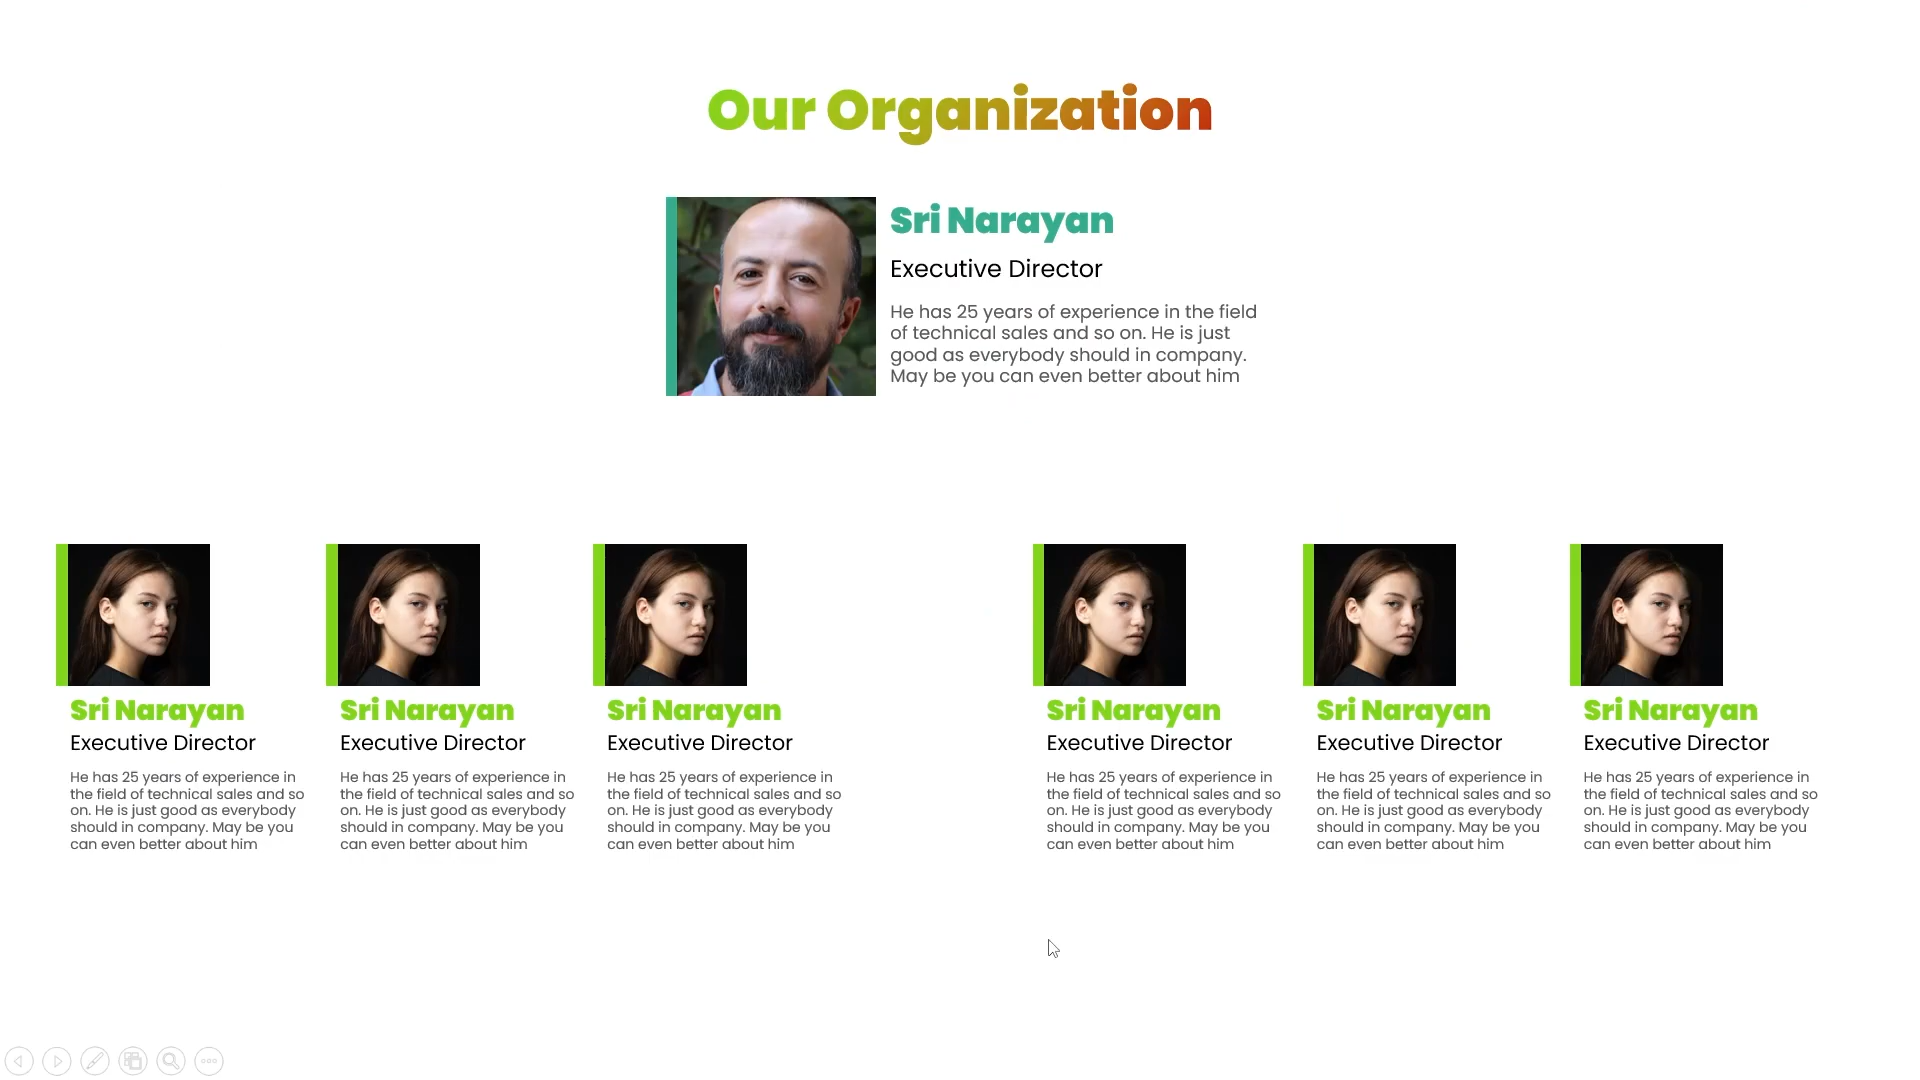 Our Organization
Sri Narayan
Executive Director
He has 25 years of experience in the field
of technical sales and so on. He is just
good as everybody should in company.
May be you can even better about him
Sri Narayan
Executive Director
He has 25 years of experience in
the field of technical sales and so
on. He is just good as everybody
should in company. May be you
can even better about him
Sri Narayan
Executive Director
He has 25 years of experience in
the field of technical sales and so
on. He is just good as everybody
should in company. May be you
can even better about him
Sri Narayan
Executive Director
He has 25 years of experience in
the field of technical sales and so
on. He is just good as everybody
should in company. May be you
can even better about him
Sri Narayan
Executive Director
He has 25 years of experience in
the field of technical sales and so
on. He is just good as everybody
should in company. May be you
can even better about him
Sri Narayan
Executive Director
He has 25 years of experience in
the field of technical sales and so
on. He is just good as everybody
should in company. May be you
can even better about him
Sri Narayan
Executive Director
He has 25 years of experience in
the field of technical sales and so
on. He is just good as everybody
should in company. May be you
can even better about him